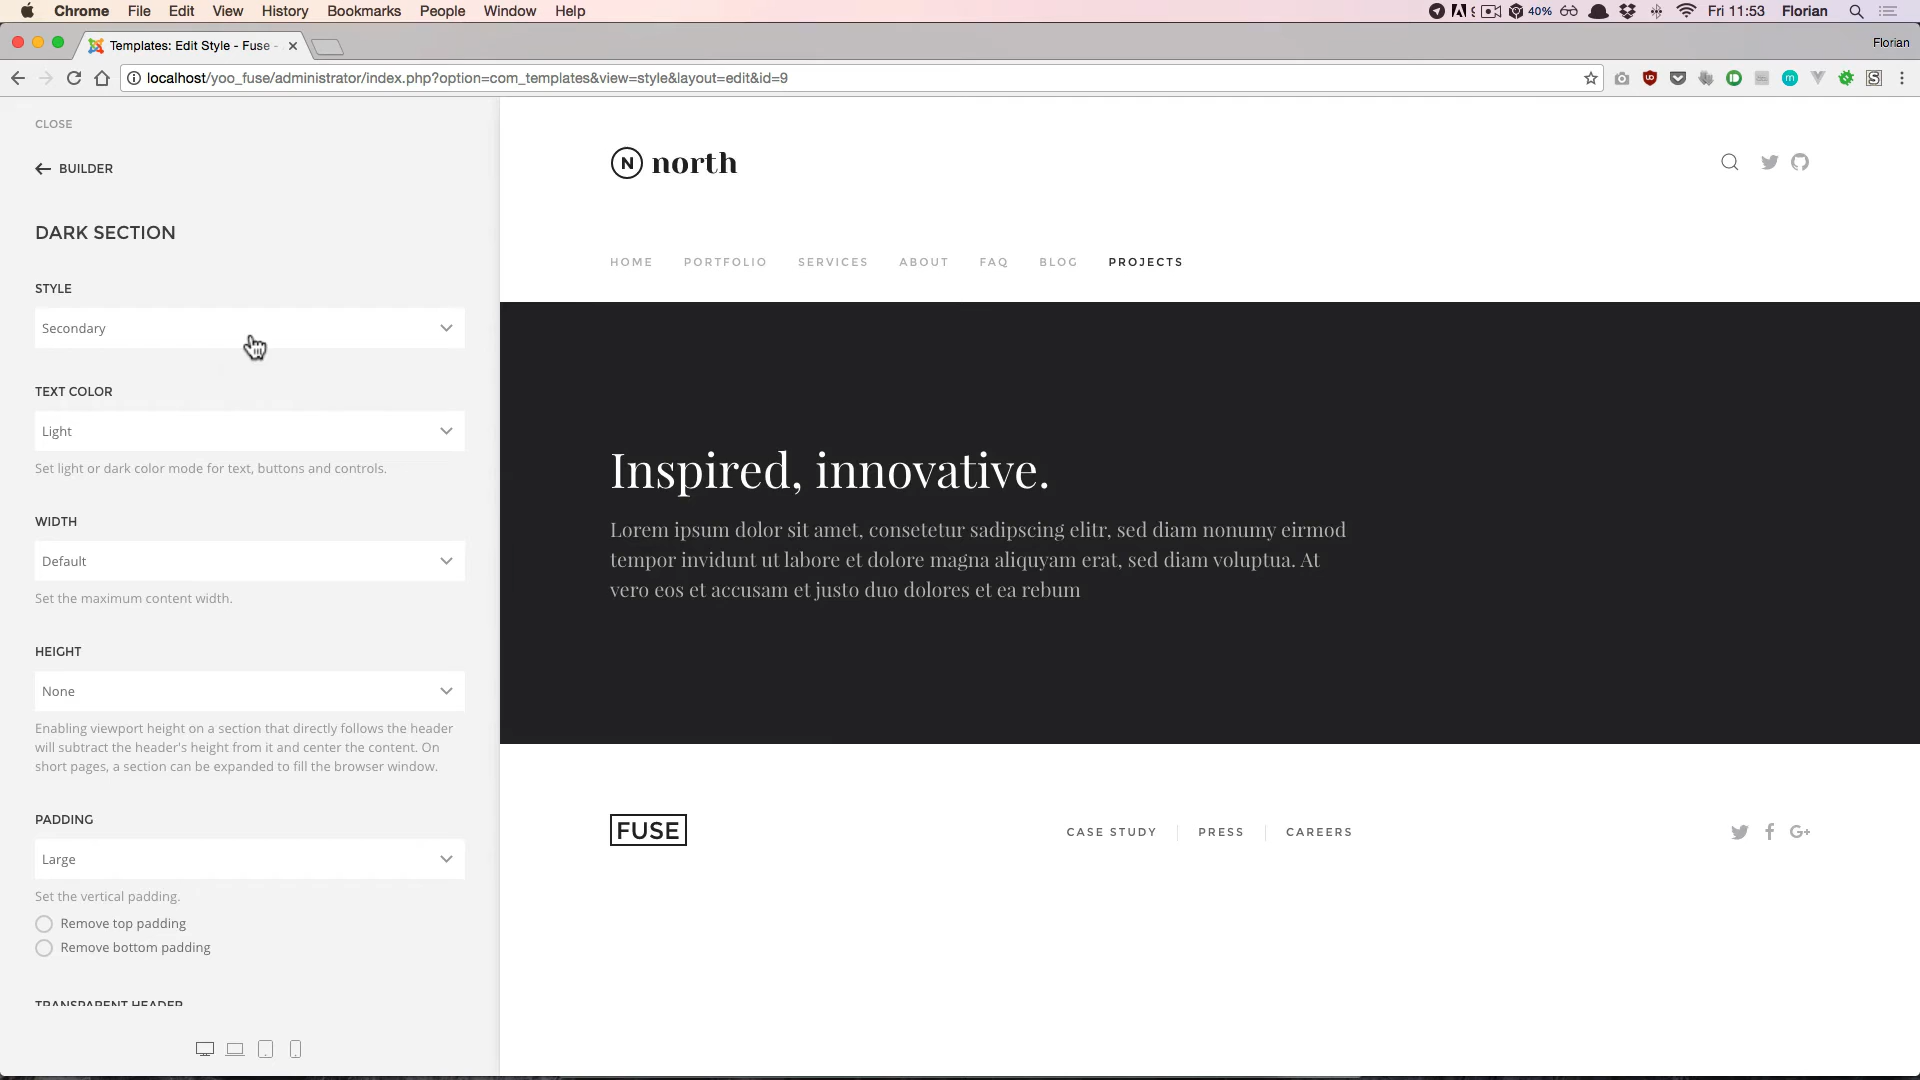 Chrome File Edit View History Bookmarks People Window Help
40% Fri 11:53 Florian
Templates: Edit Style - Fuse -
Florian
localhost/yoo_fuse/administrator/index.php?option=com_templates&view=style&layout=edit&id=9
CLOSE
BUILDER
DARK SECTION
STYLE
Secondary
TEXT COLOR
Light
Set light or dark color mode for text, buttons and controls.
WIDTH
Default
Set the maximum content width.
HEIGHT
None
Enabling viewport height on a section that directly follows the header
will subtract the header's height from it and center the content. On
short pages, a section can be expanded to fill the browser window.
PADDING
Large
Set the vertical padding.
Remove top padding
Remove bottom padding
TRANSPARENT HEADER
N north
HOME PORTFOLIO SERVICES ABOUT FAQ BLOG PROJECTS
Inspired, innovative.
Lorem ipsum dolor sit amet, consetetur sadipscing elitr, sed diam nonumy eirmod
tempor invidunt ut labore et dolore magna aliquyam erat, sed diam voluptua. At
vero eos et accusam et justo duo dolores et ea rebum
FUSE
CASE STUDY PRESS CAREERS